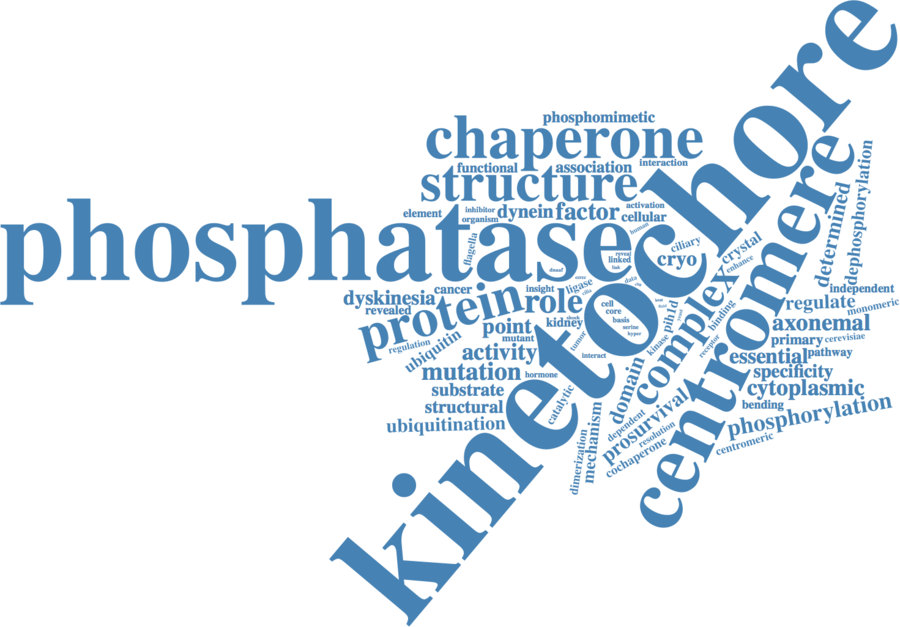 kinetochore
phosphatase
centromere
chaperone
structure
protein
complex
phosphomimetic
functional
association
interaction
element
inhibitor
organism
dynein
factor
activation
cellular
human
flagella
reveal
linked
ciliary
cryo
crystal
enhance
determined
dephosphorylation
dyskinesia
revealed
cancer
insight
ligase
role
cell
core
basis
serine
hyper
data
regulation
ubiquitin
point
mutant
kidney
tumor
activity
interact
mutation
hormone
substrate
structural
ubiquitination
catalytic
kinase
pih1d
binding
receptor
domain
dependent
prosurvival
resolution
cochaperone
mechanism
dimerization
independent
regulate
monomeric
axonemal
primary
cerevisiae
essential
pathway
specificity
cytoplasmic
bending
phosphorylation
centromeric